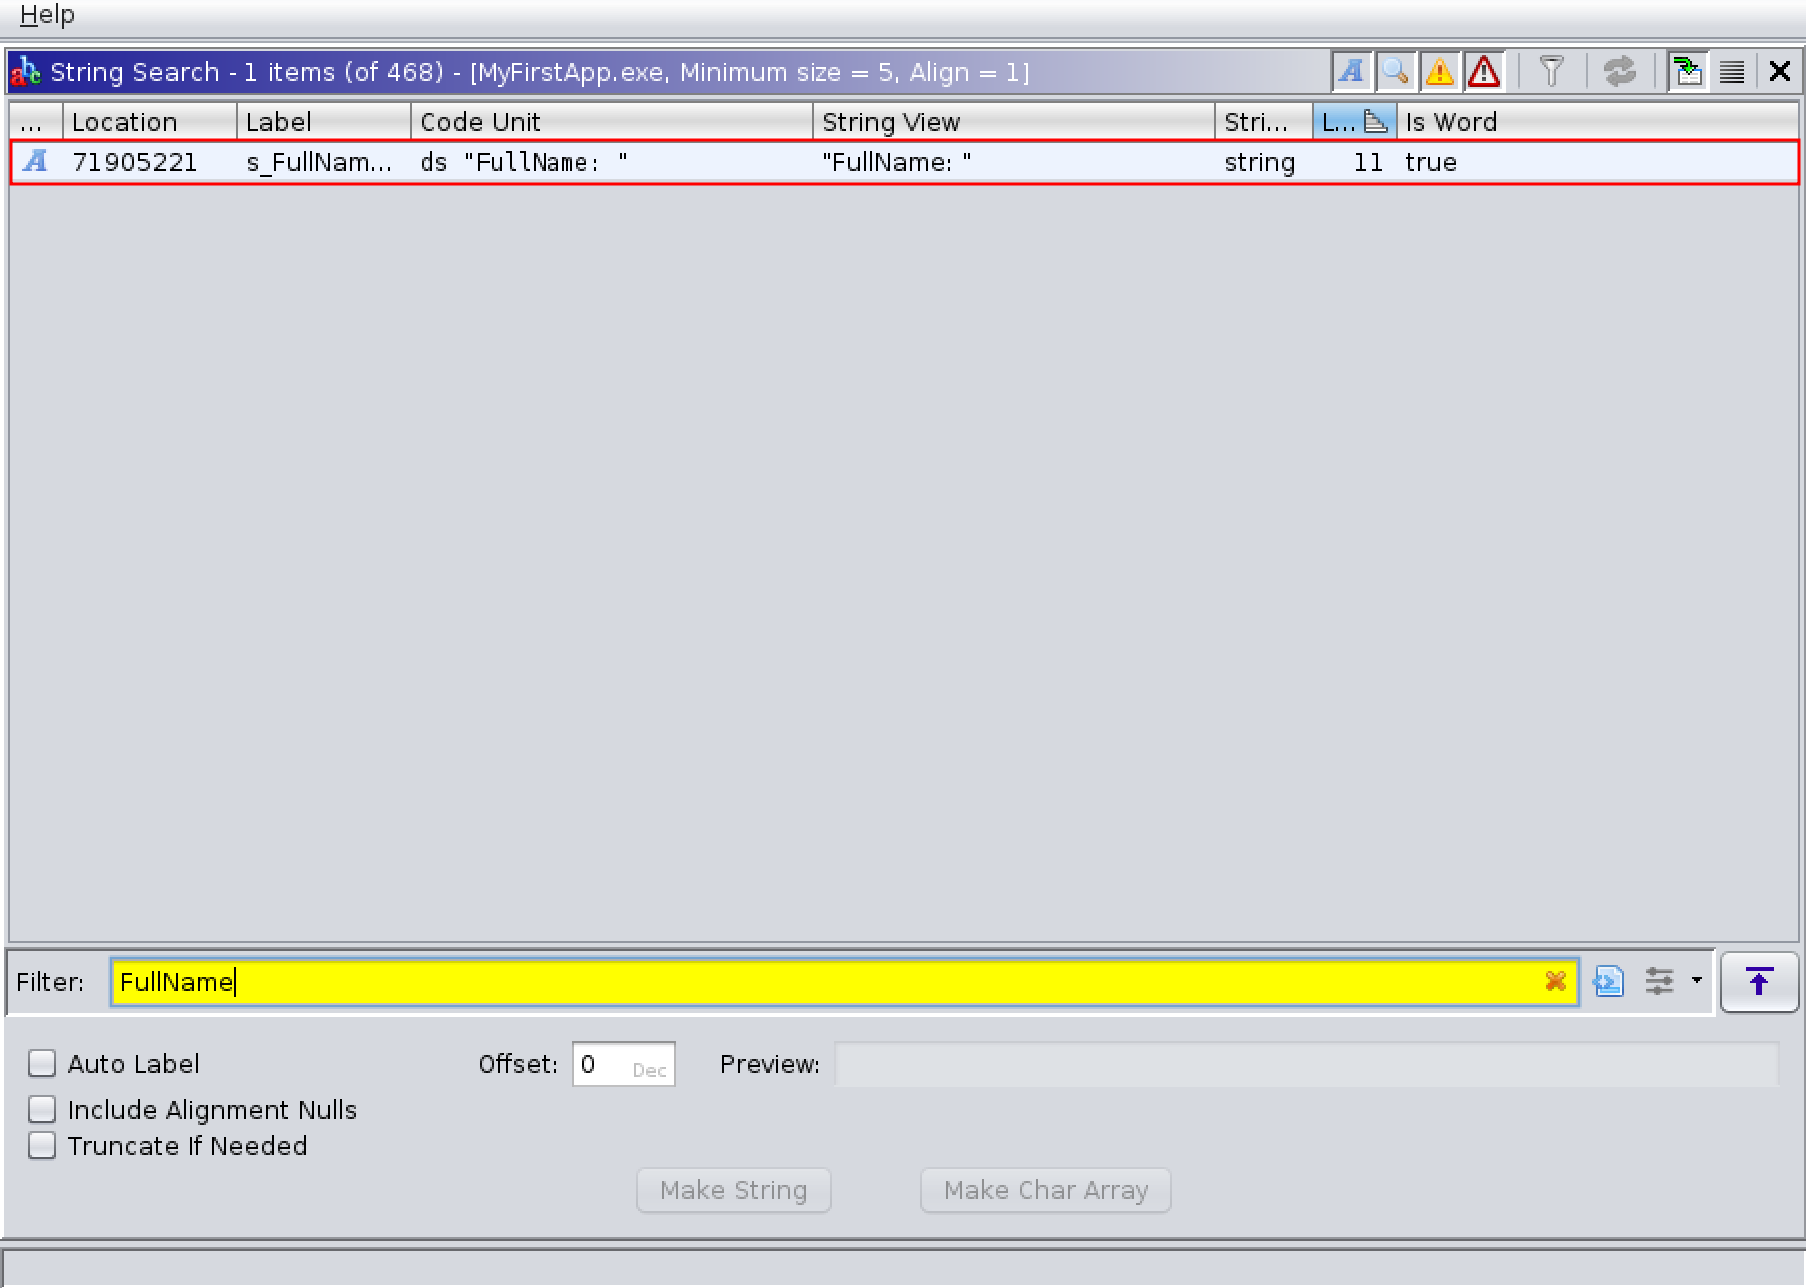 Help
String Search - 1 items (of 468) - [MyFirstApp.exe, Minimum size = 5, Align = 1]
... Location Label Code Unit String View Stri... L... Is Word
A 71905221 s_FullNam... ds "FullName: " "FullName: " string 11 true
Filter: FullName
Auto Label Offset: 0 Dec Preview:
Include Alignment Nulls
Truncate If Needed
Make String Make Char Array